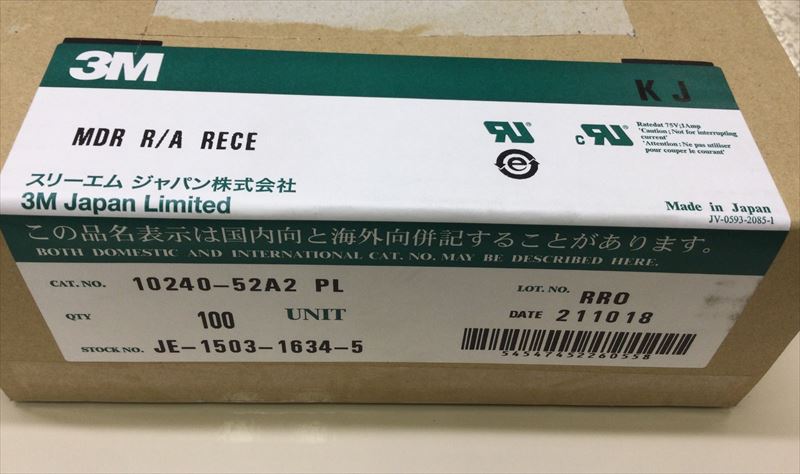 3M
KJ
MDR R/A RECE
Ratedat 75V;1Amp
"Caution ; Not for interrupting
current"
'Attention : Ne pas utiliser
pour couper le courant'
スリーエム ジャパン株式会社
3M Japan Limited
Made in Japan
JV-0593-2085-1
この品名表示は国内向と海外向併記することがあります。
BOTH DOMESTIC AND INTERNATIONAL CAT. NO. MAY BE DESCRIBED HERE.
CAT. NO. 10240-52A2 PL
LOT. NO. RRO
QTY 100 UNIT
DATE 211018
STOCK NO. JE-1503-1634-5
54547452260558